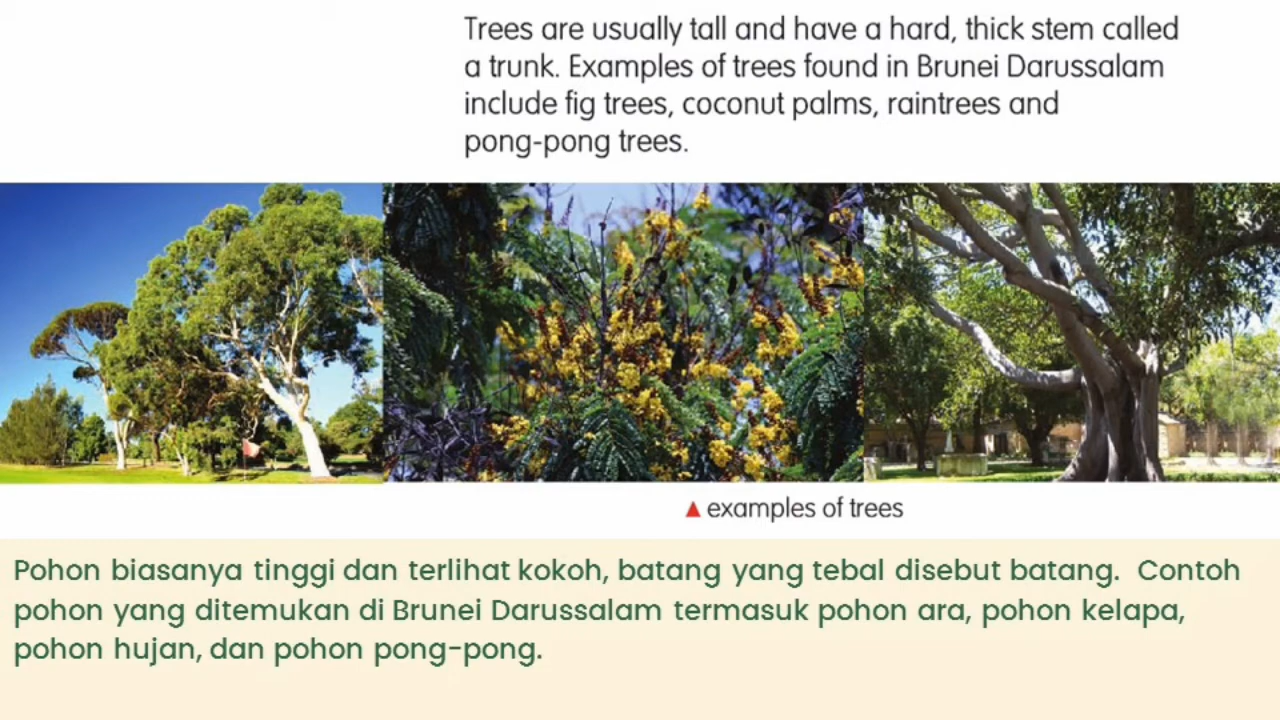 Trees are usually tall and have a hard, thick stem called
a trunk. Examples of trees found in Brunei Darussalam
include fig trees, coconut palms, raintrees and
pong-pong trees.
▲ examples of trees
Pohon biasanya tinggi dan terlihat kokoh, batang yang tebal disebut batang. Contoh
pohon yang ditemukan di Brunei Darussalam termasuk pohon ara, pohon kelapa,
pohon hujan, dan pohon pong-pong.